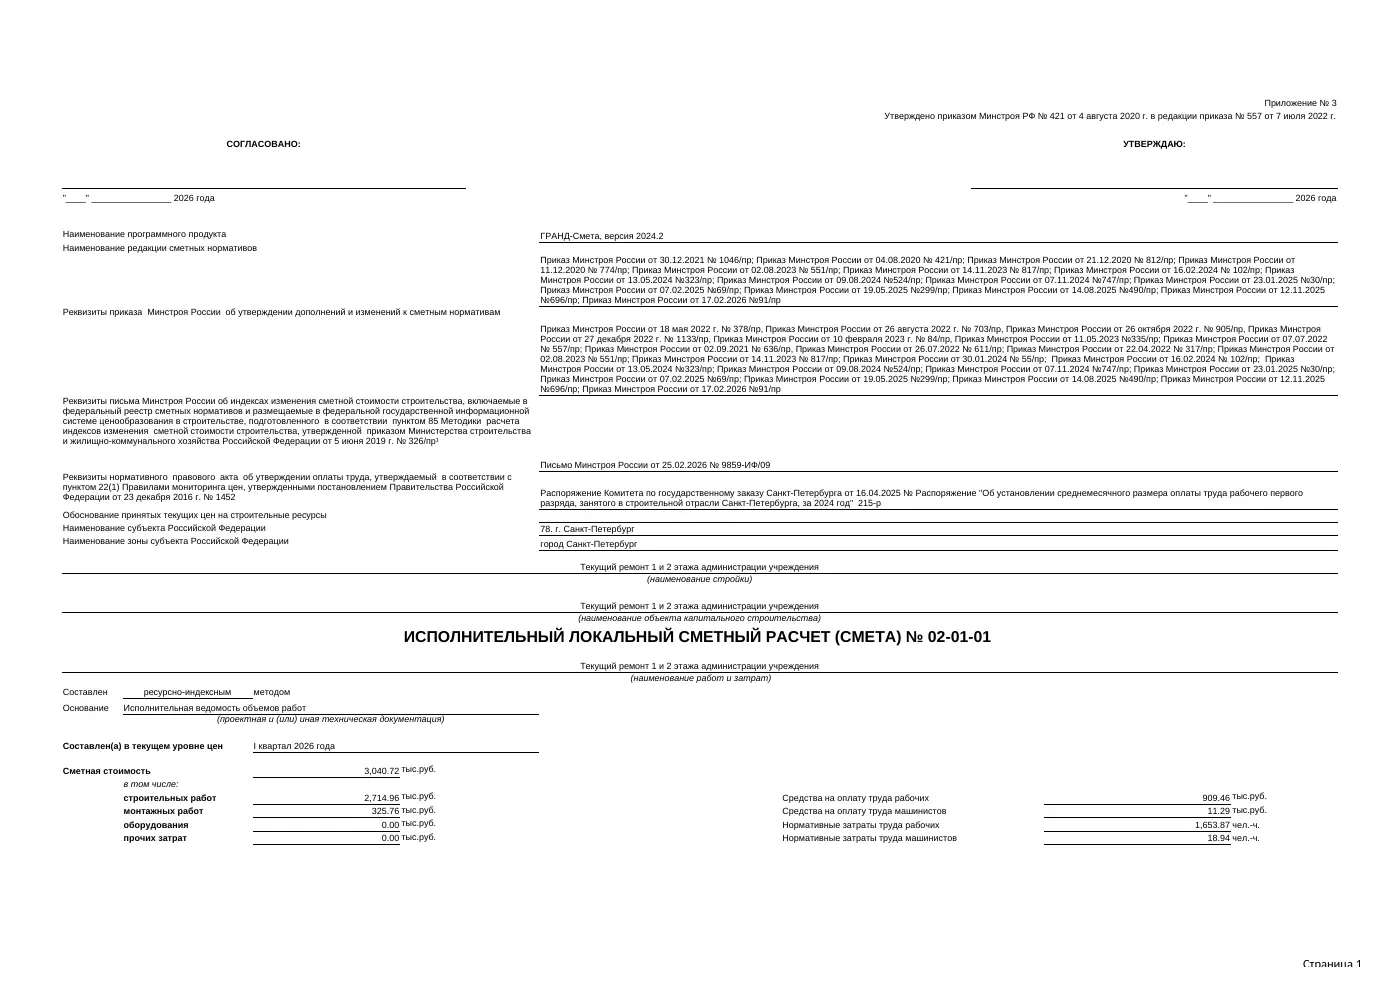 Приложение № 3
Утверждено приказом Минстроя РФ № 421 от 4 августа 2020 г. в редакции приказа № 557 от 7 июля 2022 г.
СОГЛАСОВАНО:
УТВЕРЖДАЮ:
"____" ________________ 2026 года
"____" ________________ 2026 года
Наименование программного продукта
ГРАНД-Смета, версия 2024.2
Наименование редакции сметных нормативов
Приказ Минстроя России от 30.12.2021 № 1046/пр; Приказ Минстроя России от 04.08.2020 № 421/пр; Приказ Минстроя России от 21.12.2020 № 812/пр; Приказ Минстроя России от
11.12.2020 № 774/пр; Приказ Минстроя России от 02.08.2023 № 551/пр; Приказ Минстроя России от 14.11.2023 № 817/пр; Приказ Минстроя России от 16.02.2024 № 102/пр; Приказ
Минстроя России от 13.05.2024 №323/пр; Приказ Минстроя России от 09.08.2024 №524/пр; Приказ Минстроя России от 07.11.2024 №747/пр; Приказ Минстроя России от 23.01.2025 №30/пр;
Приказ Минстроя России от 07.02.2025 №69/пр; Приказ Минстроя России от 19.05.2025 №299/пр; Приказ Минстроя России от 14.08.2025 №490/пр; Приказ Минстроя России от 12.11.2025
№696/пр; Приказ Минстроя России от 17.02.2026 №91/пр
Реквизиты приказа Минстроя России об утверждении дополнений и изменений к сметным нормативам
Приказ Минстроя России от 18 мая 2022 г. № 378/пр, Приказ Минстроя России от 26 августа 2022 г. № 703/пр, Приказ Минстроя России от 26 октября 2022 г. № 905/пр, Приказ Минстроя
России от 27 декабря 2022 г. № 1133/пр, Приказ Минстроя России от 10 февраля 2023 г. № 84/пр, Приказ Минстроя России от 11.05.2023 №335/пр; Приказ Минстроя России от 07.07.2022
№ 557/пр; Приказ Минстроя России от 02.09.2021 № 636/пр, Приказ Минстроя России от 26.07.2022 № 611/пр; Приказ Минстроя России от 22.04.2022 № 317/пр; Приказ Минстроя России от
02.08.2023 № 551/пр; Приказ Минстроя России от 14.11.2023 № 817/пр; Приказ Минстроя России от 30.01.2024 № 55/пр; Приказ Минстроя России от 16.02.2024 № 102/пр; Приказ
Минстроя России от 13.05.2024 №323/пр; Приказ Минстроя России от 09.08.2024 №524/пр; Приказ Минстроя России от 07.11.2024 №747/пр; Приказ Минстроя России от 23.01.2025 №30/пр;
Приказ Минстроя России от 07.02.2025 №69/пр; Приказ Минстроя России от 19.05.2025 №299/пр; Приказ Минстроя России от 14.08.2025 №490/пр; Приказ Минстроя России от 12.11.2025
№696/пр; Приказ Минстроя России от 17.02.2026 №91/пр
Реквизиты письма Минстроя России об индексах изменения сметной стоимости строительства, включаемые в
федеральный реестр сметных нормативов и размещаемые в федеральной государственной информационной
системе ценообразования в строительстве, подготовленного в соответствии пунктом 85 Методики расчета
индексов изменения сметной стоимости строительства, утвержденной приказом Министерства строительства
и жилищно-коммунального хозяйства Российской Федерации от 5 июня 2019 г. № 326/пр¹
Письмо Минстроя России от 25.02.2026 № 9859-ИФ/09
Реквизиты нормативного правового акта об утверждении оплаты труда, утверждаемый в соответствии с
пунктом 22(1) Правилами мониторинга цен, утвержденными постановлением Правительства Российской
Федерации от 23 декабря 2016 г. № 1452
Распоряжение Комитета по государственному заказу Санкт-Петербурга от 16.04.2025 № Распоряжение "Об установлении среднемесячного размера оплаты труда рабочего первого
разряда, занятого в строительной отрасли Санкт-Петербурга, за 2024 год" 215-р
Обоснование принятых текущих цен на строительные ресурсы
Наименование субъекта Российской Федерации
78. г. Санкт-Петербург
Наименование зоны субъекта Российской Федерации
город Санкт-Петербург
Текущий ремонт 1 и 2 этажа администрации учреждения
(наименование стройки)
Текущий ремонт 1 и 2 этажа администрации учреждения
(наименование объекта капитального строительства)
ИСПОЛНИТЕЛЬНЫЙ ЛОКАЛЬНЫЙ СМЕТНЫЙ РАСЧЕТ (СМЕТА) № 02-01-01
Текущий ремонт 1 и 2 этажа администрации учреждения
(наименование работ и затрат)
Составлен ресурсно-индексным методом
Основание Исполнительная ведомость объемов работ
(проектная и (или) иная техническая документация)
Составлен(а) в текущем уровне цен I квартал 2026 года
Сметная стоимость 3,040.72 тыс.руб.
в том числе:
строительных работ 2,714.96 тыс.руб. Средства на оплату труда рабочих 909.46 тыс.руб.
монтажных работ 325.76 тыс.руб. Средства на оплату труда машинистов 11.29 тыс.руб.
оборудования 0.00 тыс.руб. Нормативные затраты труда рабочих 1,653.87 чел.-ч.
прочих затрат 0.00 тыс.руб. Нормативные затраты труда машинистов 18.94 чел.-ч.
Страница 1